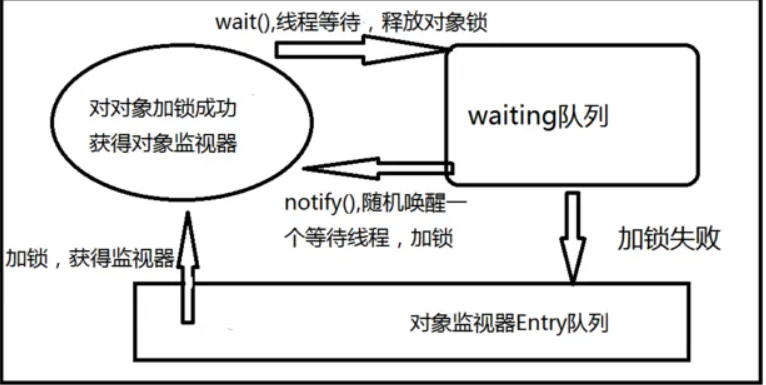 wait(),线程等待，释放对象锁
对对象加锁成功
获得对象监视器
waiting队列
notify(),随机唤醒一
个等待线程，加锁
加锁，获得监视器
加锁失败
对象监视器Entry队列